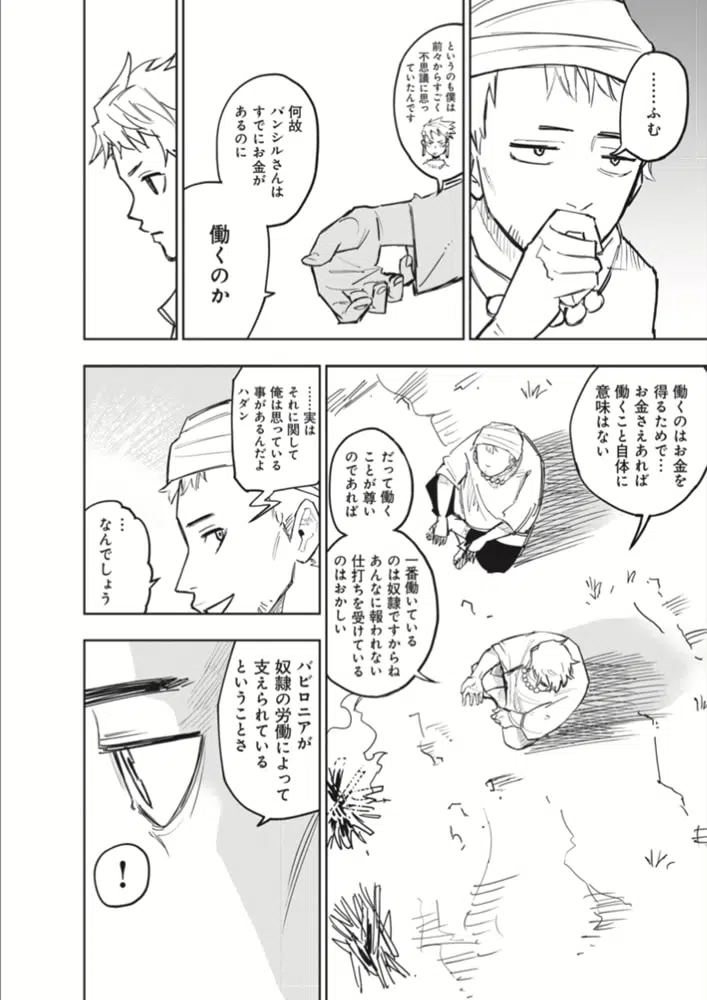 ……ふむ
というのも僕は
前々からすごく
不思議に思っ
ていたんです
何故
バンシルさんは
すでにお金が
あるのに
働くのか
働くのはお金を
得るためで…
お金さえあれば
働くこと自体に
意味はない
だって働く
ことが尊い
のであれば
一番働いている
のは奴隷ですからね
あんなに報われない
仕打ちを受けている
のはおかしい
……実は
それに関して
俺は思っている
事があるんだよ
ハダン
…
なんでしょう
バビロニアが
奴隷の労働によって
支えられている
ということさ
！